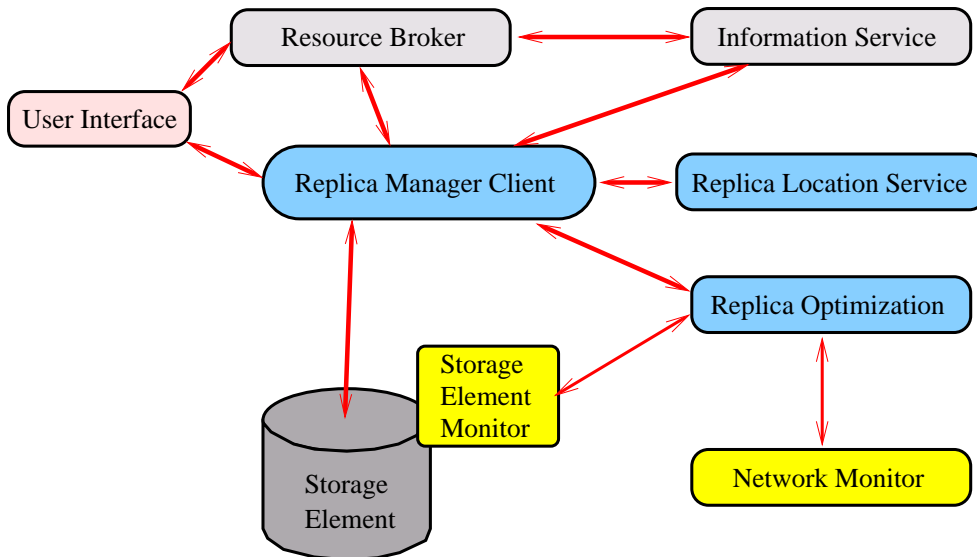 Resource Broker
Information Service
User Interface
Replica Manager Client
Replica Location Service
Replica Optimization
Storage
Element
Monitor
Network Monitor
Storage
Element